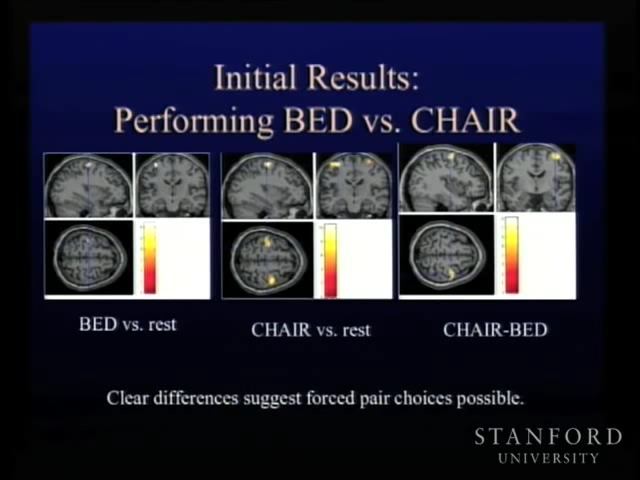 Initial Results:
Performing BED vs. CHAIR
BED vs. rest
CHAIR vs. rest
CHAIR-BED
Clear differences suggest forced pair choices possible.
STANFORD
UNIVERSITY